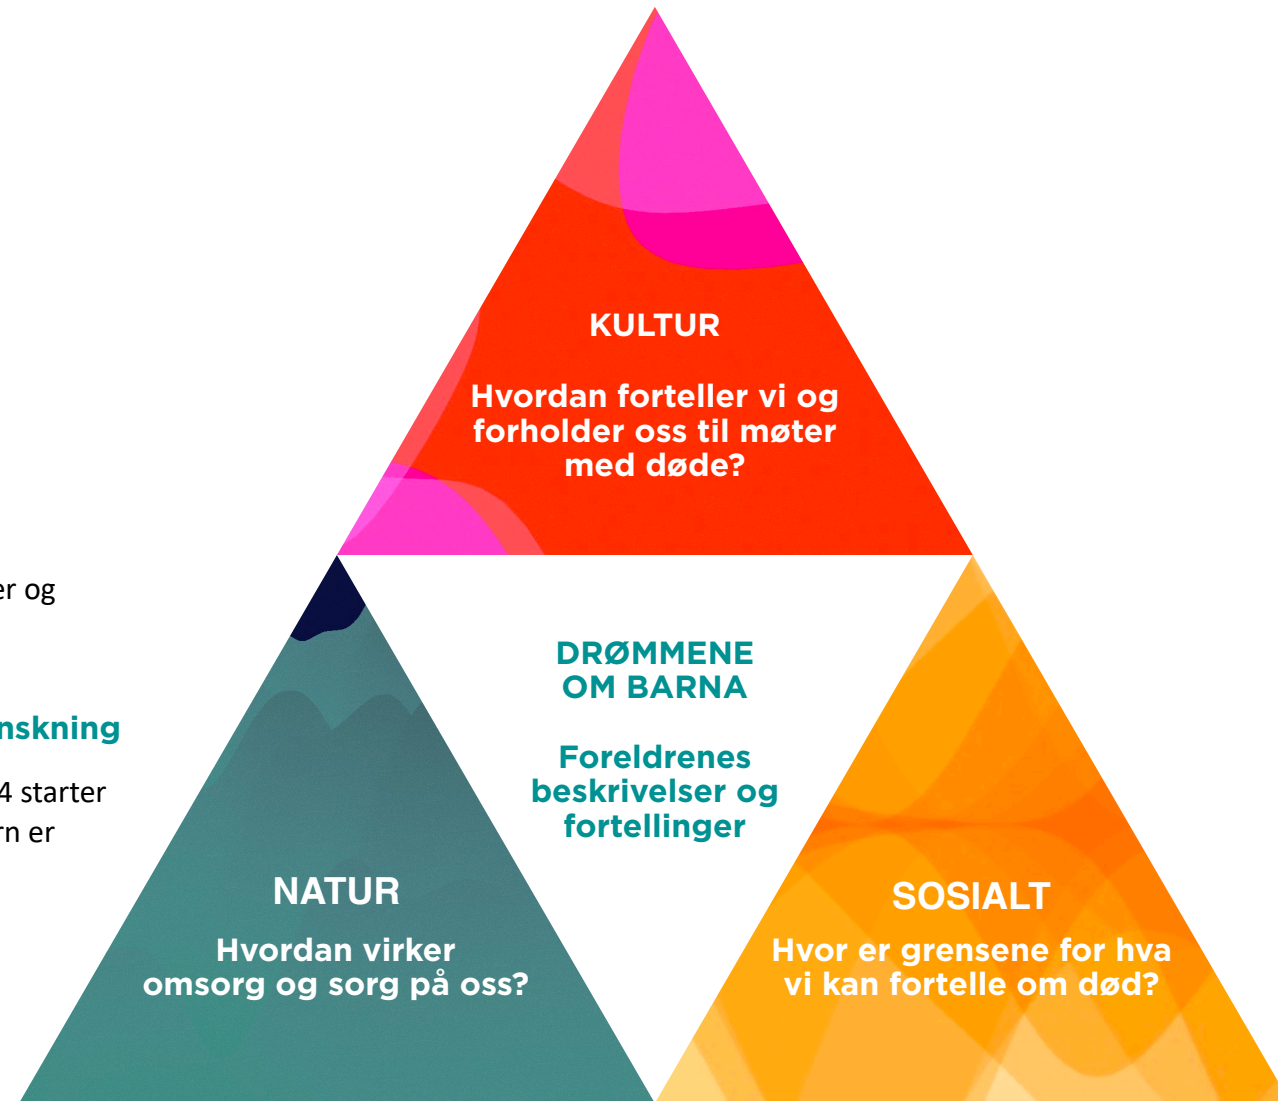 KULTUR
Hvordan forteller vi og
forholder oss til møter
med døde?
er og
nskning
4 starter
rn er
DRØMMENE
OM BARNA
Foreldrenes
beskrivelser og
fortellinger
NATUR
Hvordan virker
omsorg og sorg på oss?
SOSIALT
Hvor er grensene for hva
vi kan fortelle om død?